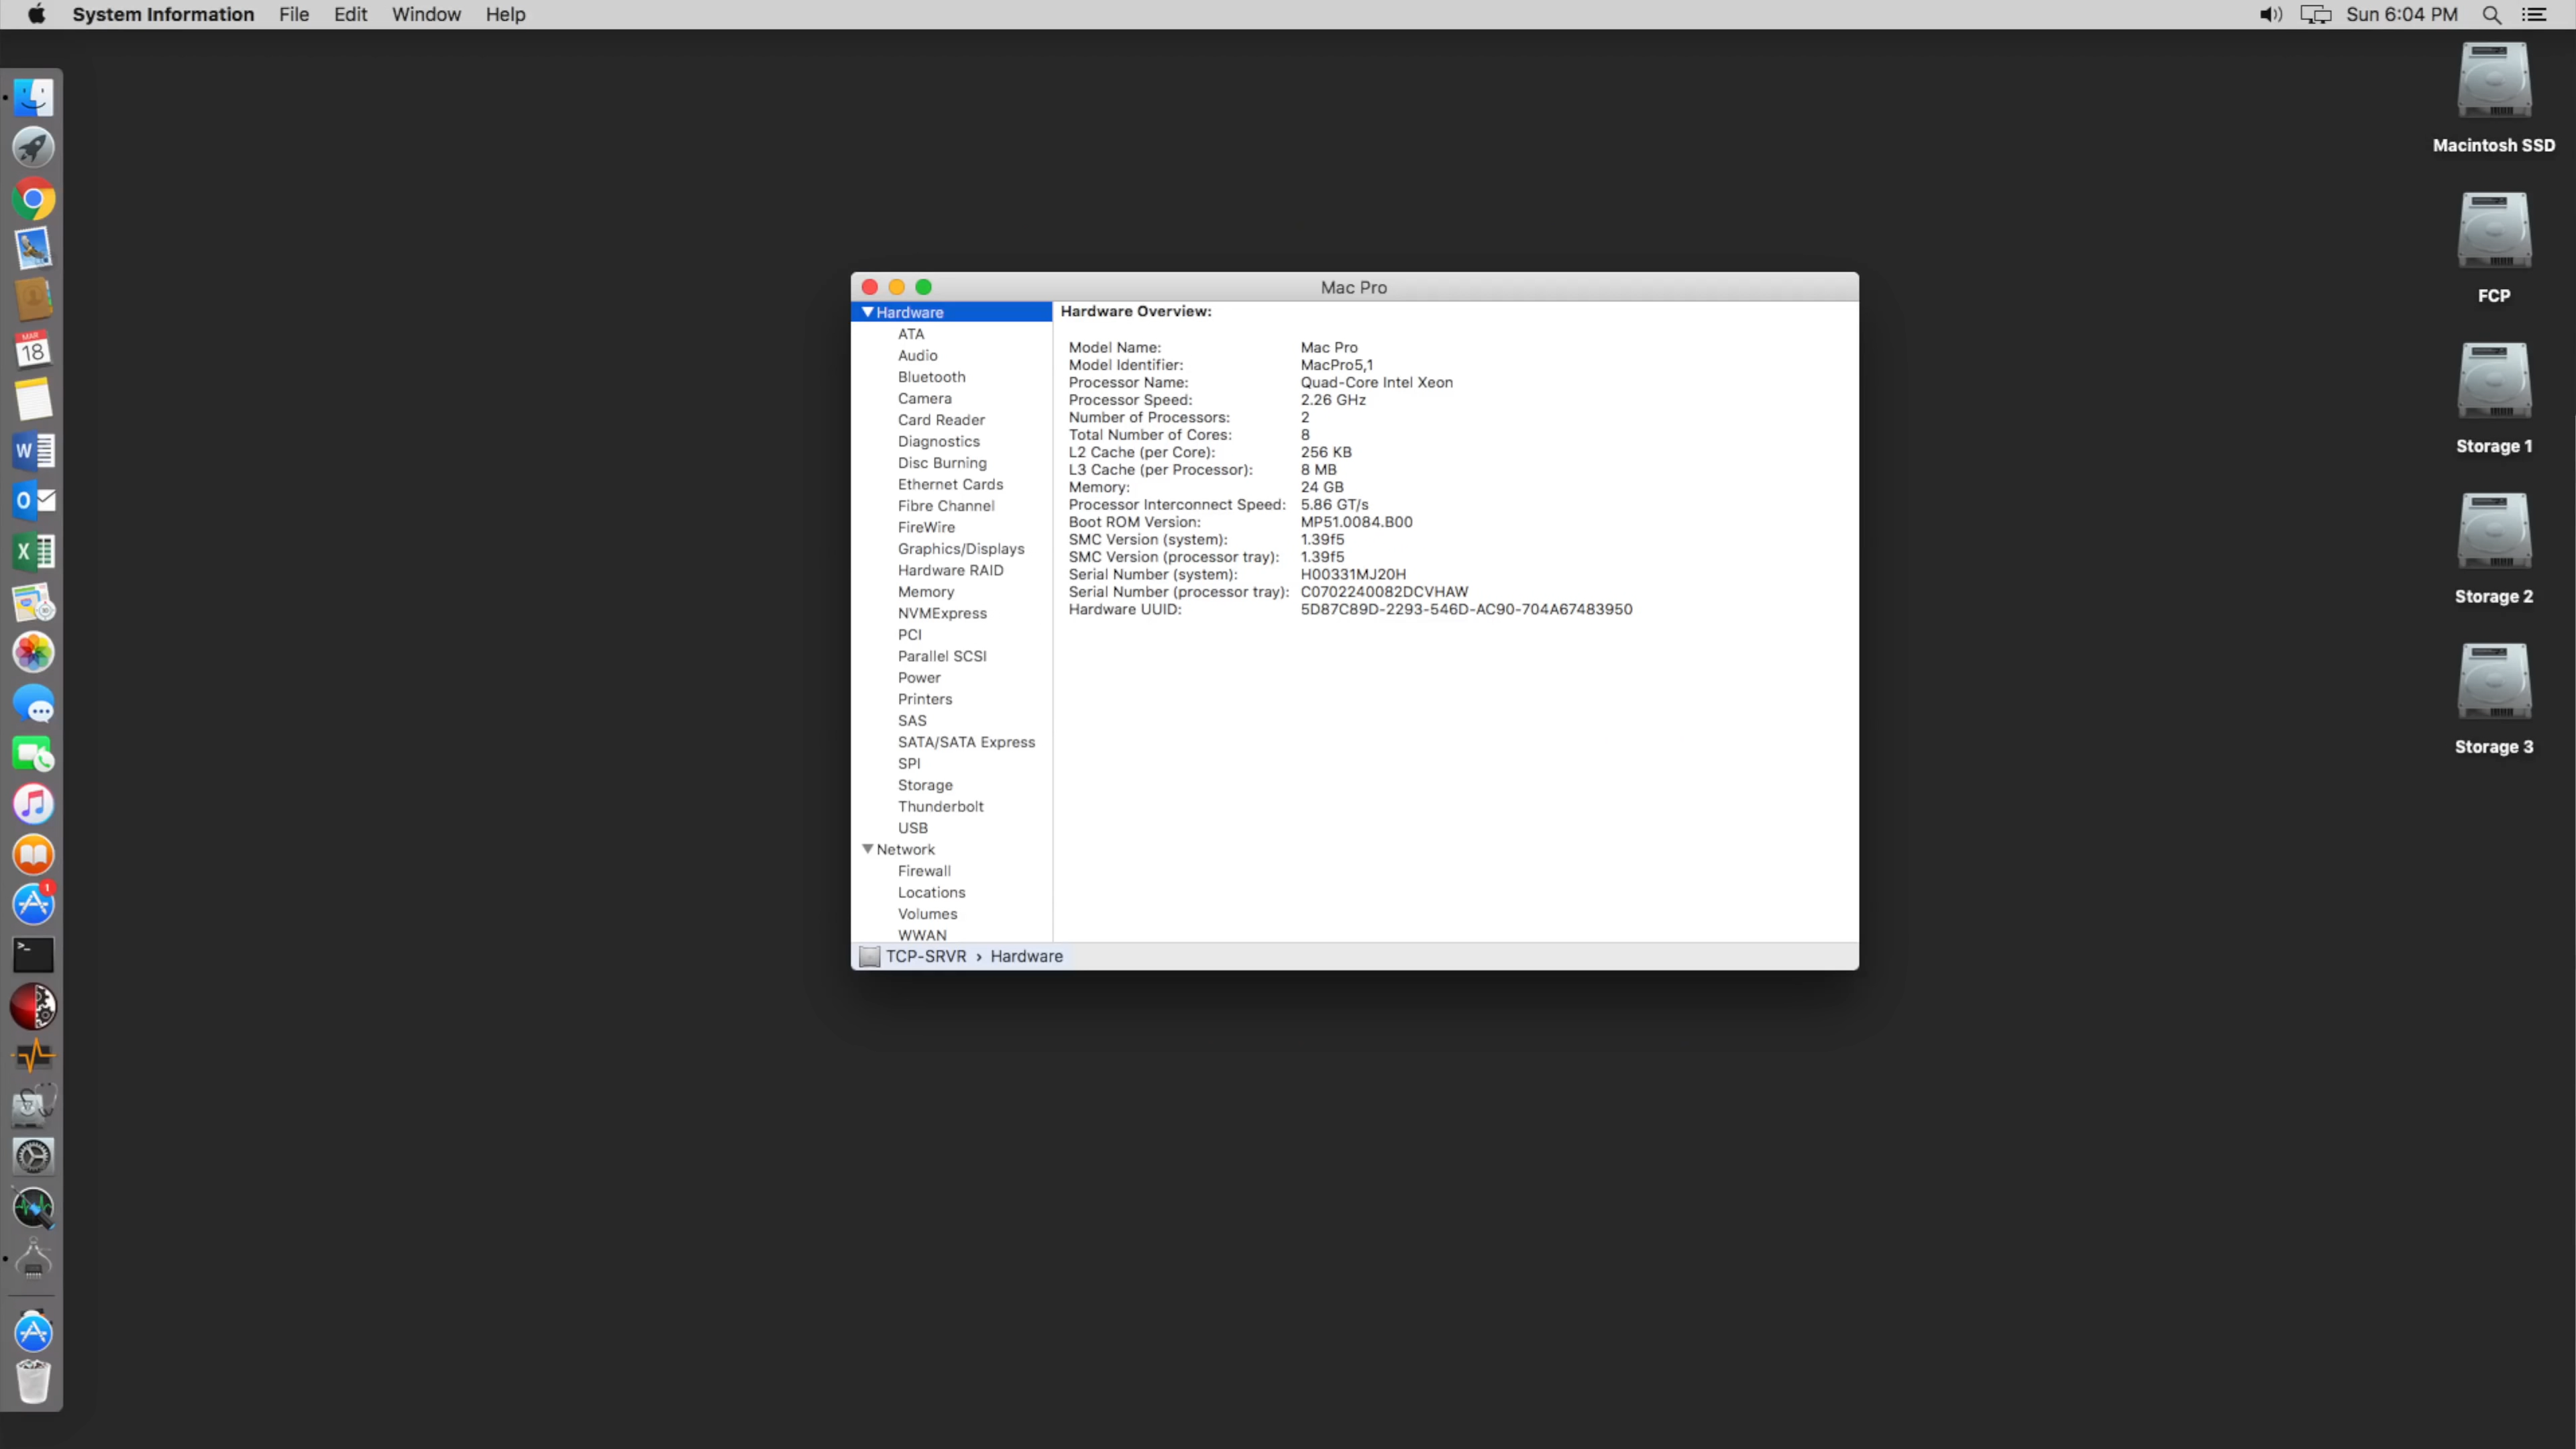 System Information File Edit Window Help
Sun 6:04 PM
Macintosh SSD
FCP
Storage 1
Storage 2
Storage 3
MAR
18
W
O
X
1
>_
Mac Pro
Hardware
ATA
Audio
Bluetooth
Camera
Card Reader
Diagnostics
Disc Burning
Ethernet Cards
Fibre Channel
FireWire
Graphics/Displays
Hardware RAID
Memory
NVMExpress
PCI
Parallel SCSI
Power
Printers
SAS
SATA/SATA Express
SPI
Storage
Thunderbolt
USB
Network
Firewall
Locations
Volumes
WWAN
Hardware Overview:
Model Name: Mac Pro
Model Identifier: MacPro5,1
Processor Name: Quad-Core Intel Xeon
Processor Speed: 2.26 GHz
Number of Processors: 2
Total Number of Cores: 8
L2 Cache (per Core): 256 KB
L3 Cache (per Processor): 8 MB
Memory: 24 GB
Processor Interconnect Speed: 5.86 GT/s
Boot ROM Version: MP51.0084.B00
SMC Version (system): 1.39f5
SMC Version (processor tray): 1.39f5
Serial Number (system): H00331MJ20H
Serial Number (processor tray): C0702240082DCVHAW
Hardware UUID: 5D87C89D-2293-546D-AC90-704A67483950
TCP-SRVR › Hardware